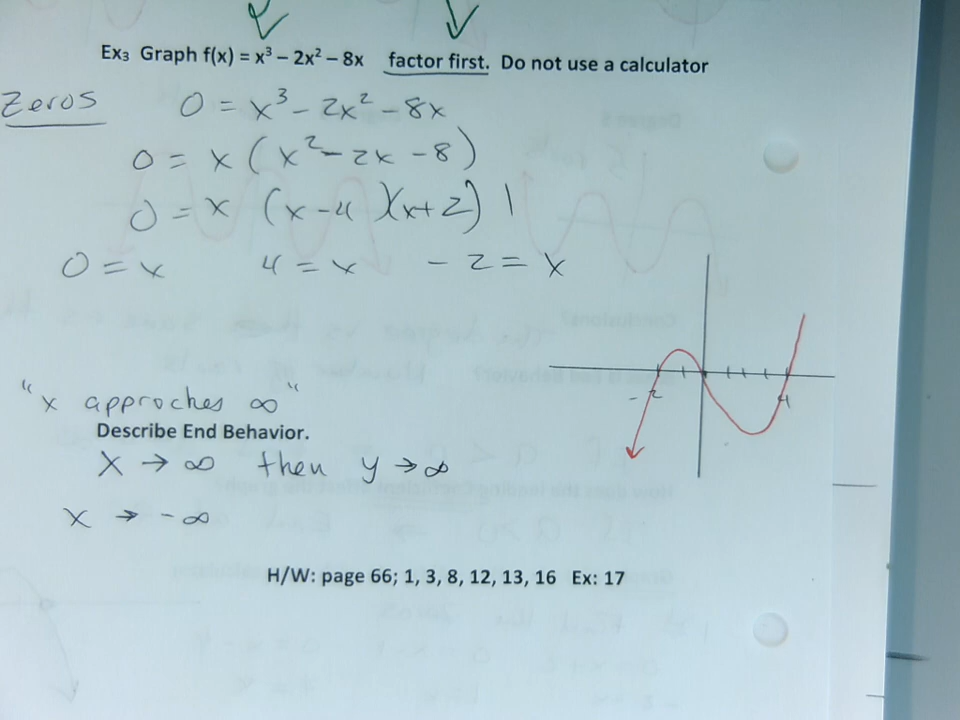 Ex3 Graph f(x) = x³ – 2x² – 8x factor first. Do not use a calculator
Zeros 0 = x³ - 2x² - 8x
0 = x (x² - 2x - 8)
0 = x (x - 4)(x + 2) |
0 = x 4 = x - 2 = x
-2 4
"x approches ∞"
Describe End Behavior.
X → ∞ then y → ∞
x → -∞
H/W: page 66; 1, 3, 8, 12, 13, 16 Ex: 17